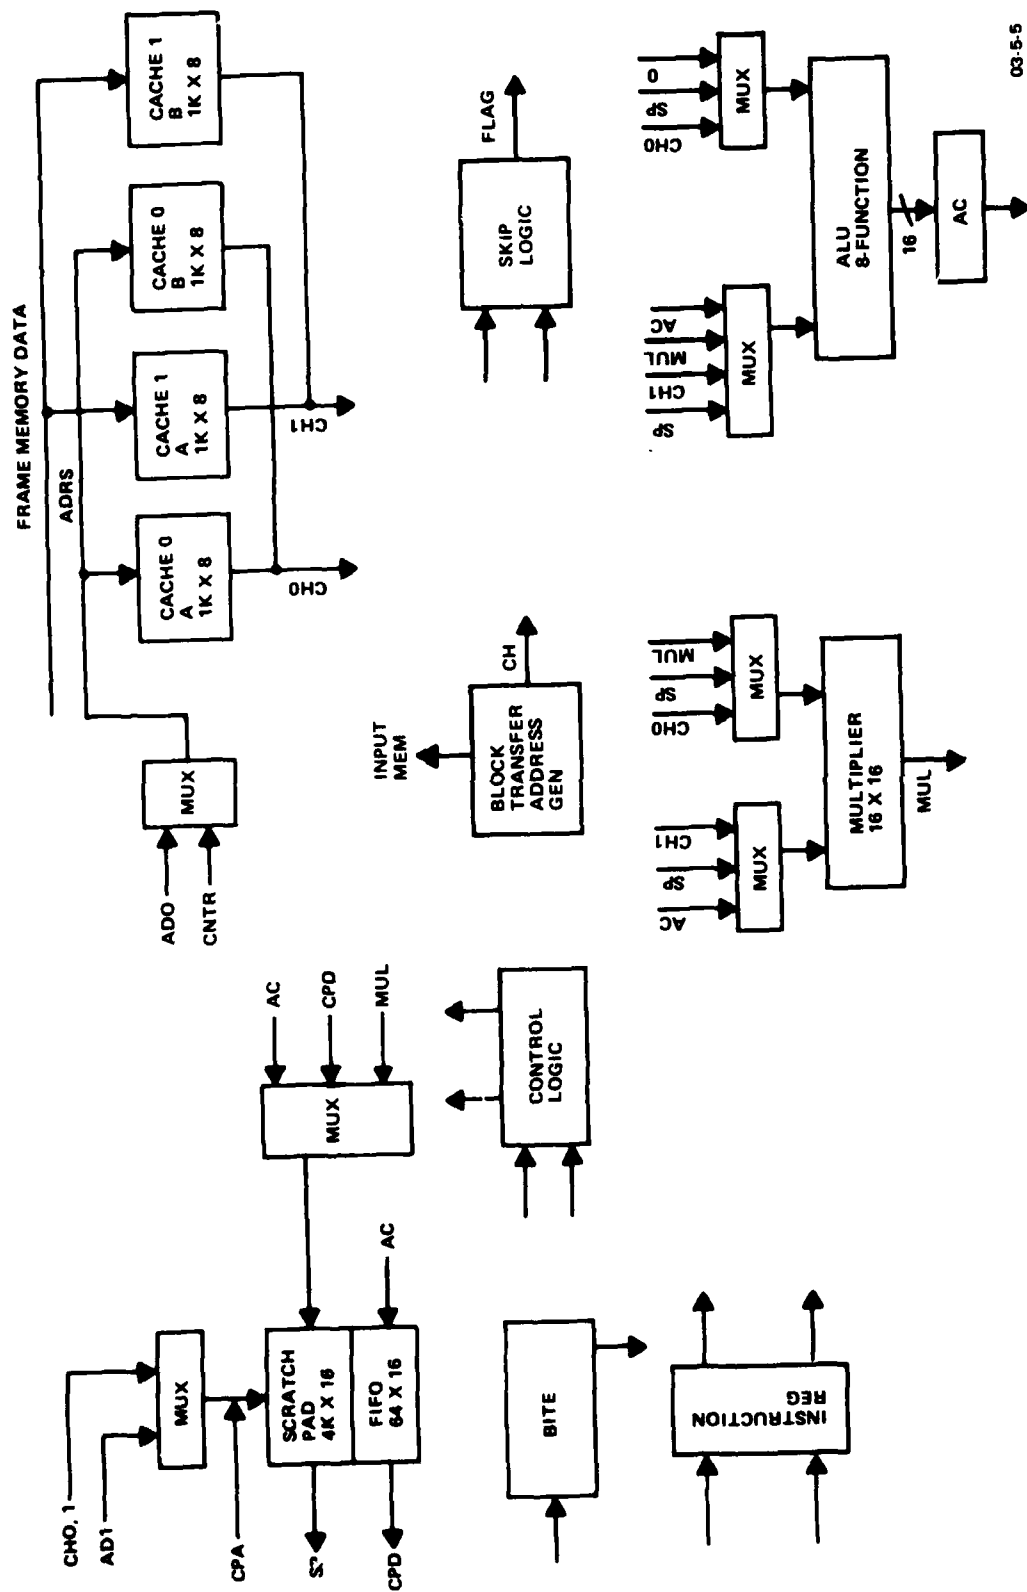 FRAME MEMORY DATA
ADRS
CACHE 0
A
1K X 8
CACHE 1
A
1K X 8
CACHE 0
B
1K X 8
CACHE 1
B
1K X 8
CH0
CH1
ADO
CNTR
MUX
CHO, 1
AD1
MUX
CPA
SCRATCH
PAD
4K X 16
FIFO
64 X 16
CPD
AC
MUX
AC
CPD
MUL
INPUT
MEM
BLOCK
TRANSFER
ADDRESS
GEN
CH
SKIP
LOGIC
FLAG
CONTROL
LOGIC
BITE
INSTRUCTION
REG
AC
SP
CH1
MUX
CH0
SP
MUL
MUX
MULTIPLIER
16 X 16
MUL
SP
CH1
MUL
AC
MUX
CH0
SP
0
MUX
ALU
8-FUNCTION
16
AC
03-5-5